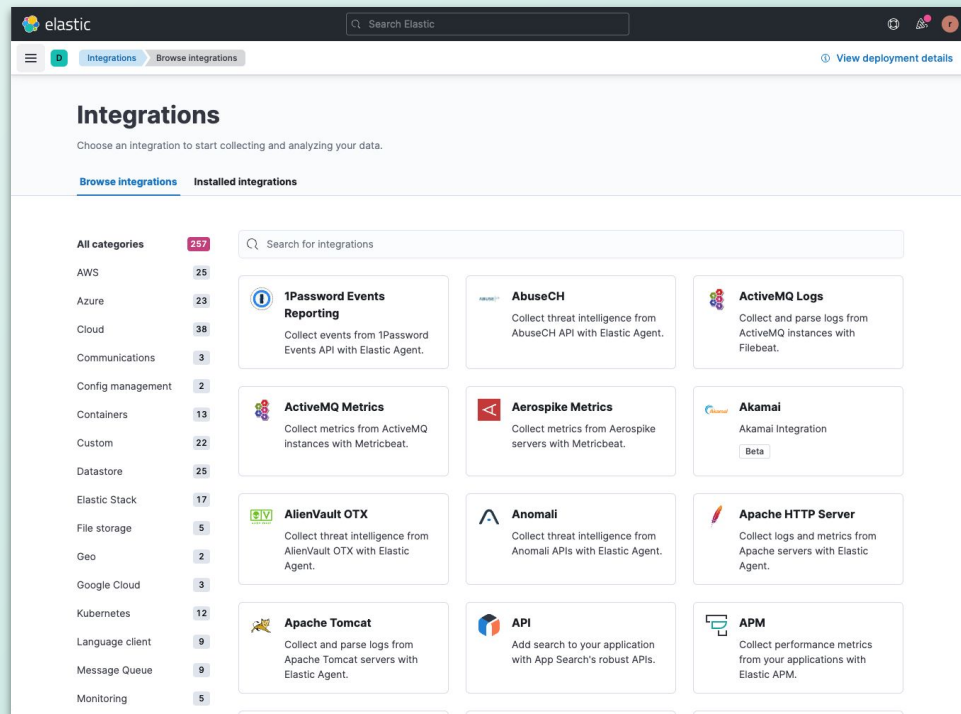 elastic
Search Elastic
r
D
Integrations
Browse integrations
View deployment details
Integrations
Choose an integration to start collecting and analyzing your data.
Browse integrations
Installed integrations
All categories 257
AWS 25
Azure 23
Cloud 38
Communications 3
Config management 2
Containers 13
Custom 22
Datastore 25
Elastic Stack 17
File storage 5
Geo 2
Google Cloud 3
Kubernetes 12
Language client 9
Message Queue 9
Monitoring 5
Search for integrations
1Password Events
Reporting
Collect events from 1Password
Events API with Elastic Agent.
ABUSE
AbuseCH
Collect threat intelligence from
AbuseCH API with Elastic Agent.
ActiveMQ Logs
Collect and parse logs from
ActiveMQ instances with
Filebeat.
ActiveMQ Metrics
Collect metrics from ActiveMQ
instances with Metricbeat.
Aerospike Metrics
Collect metrics from Aerospike
servers with Metricbeat.
Akamai
Akamai
Akamai Integration
Beta
AlienVault OTX
Collect threat intelligence from
AlienVault OTX with Elastic
Agent.
Anomali
Collect threat intelligence from
Anomali APIs with Elastic Agent.
Apache HTTP Server
Collect logs and metrics from
Apache servers with Elastic
Agent.
Apache Tomcat
Collect and parse logs from
Apache Tomcat servers with
Elastic Agent.
API
Add search to your application
with App Search's robust APIs.
APM
Collect performance metrics
from your applications with
Elastic APM.